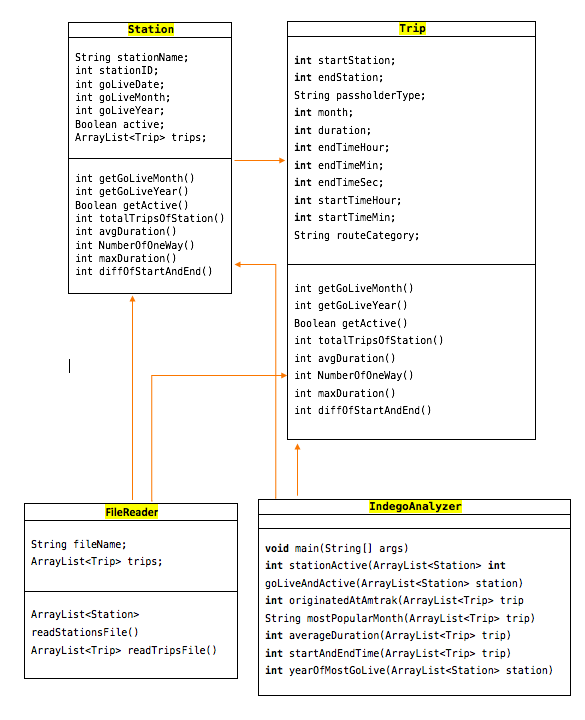 Station
String stationName;
int stationID;
int goLiveDate;
int goLiveMonth;
int goLiveYear;
Boolean active;
ArrayList<Trip> trips;
int getGoLiveMonth()
int getGoLiveYear()
Boolean getActive()
int totalTripsOfStation()
int avgDuration()
int NumberOfOneWay()
int maxDuration()
int diffOfStartAndEnd()
Trip
int startStation;
int endStation;
String passholderType;
int month;
int duration;
int endTimeHour;
int endTimeMin;
int endTimeSec;
int startTimeHour;
int startTimeMin;
String routeCategory;
int getGoLiveMonth()
int getGoLiveYear()
Boolean getActive()
int totalTripsOfStation()
int avgDuration()
int NumberOfOneWay()
int maxDuration()
int diffOfStartAndEnd()
FileReader
String fileName;
ArrayList<Trip> trips;
ArrayList<Station>
readStationsFile()
ArrayList<Trip> readTripsFile()
IndegoAnalyzer
void main(String[] args)
int stationActive(ArrayList<Station> int
goLiveAndActive(ArrayList<Station> station)
int originatedAtAmtrak(ArrayList<Trip> trip
String mostPopularMonth(ArrayList<Trip> trip)
int averageDuration(ArrayList<Trip> trip)
int startAndEndTime(ArrayList<Trip> trip)
int yearOfMostGoLive(ArrayList<Station> station)